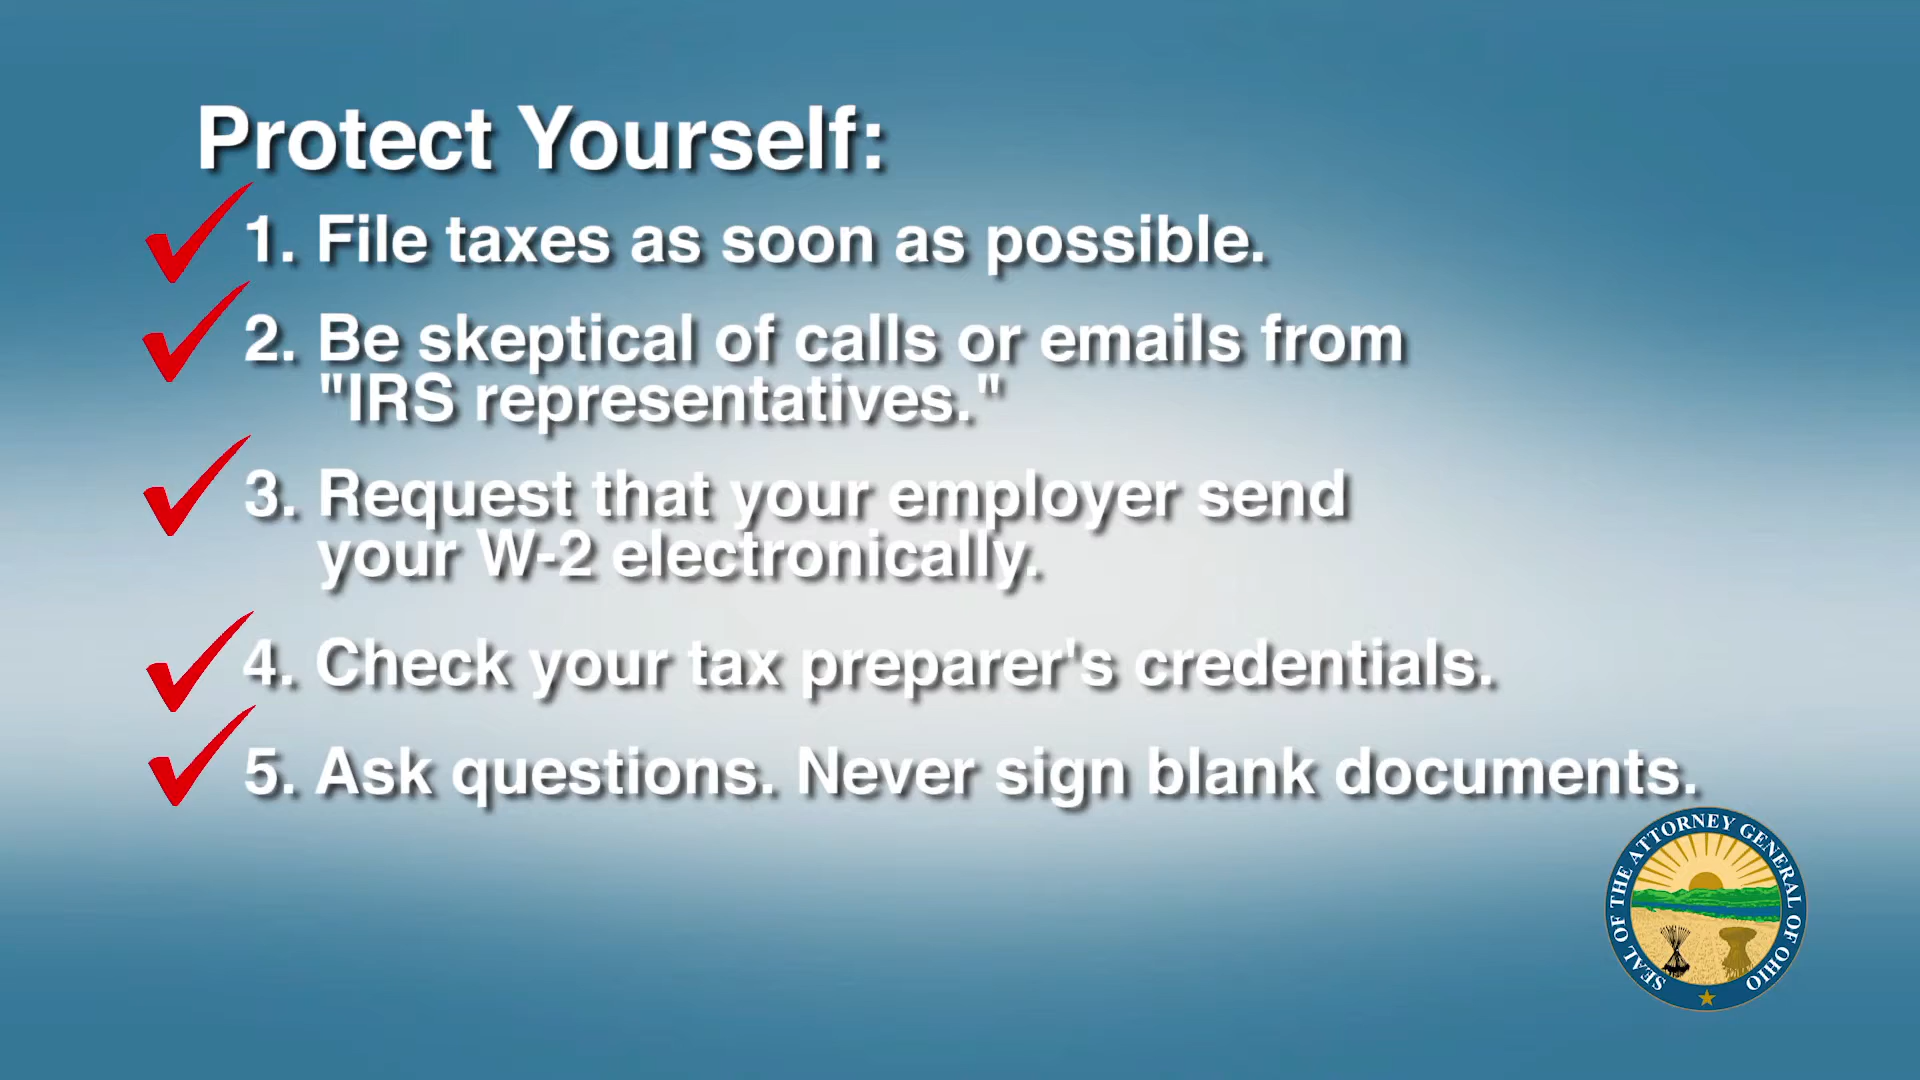 Protect Yourself:
1. File taxes as soon as possible.
2. Be skeptical of calls or emails from
"IRS representatives."
3. Request that your employer send
your W-2 electronically.
4. Check your tax preparer's credentials.
5. Ask questions. Never sign blank documents.
SEAL OF THE ATTORNEY GENERAL OF OHIO